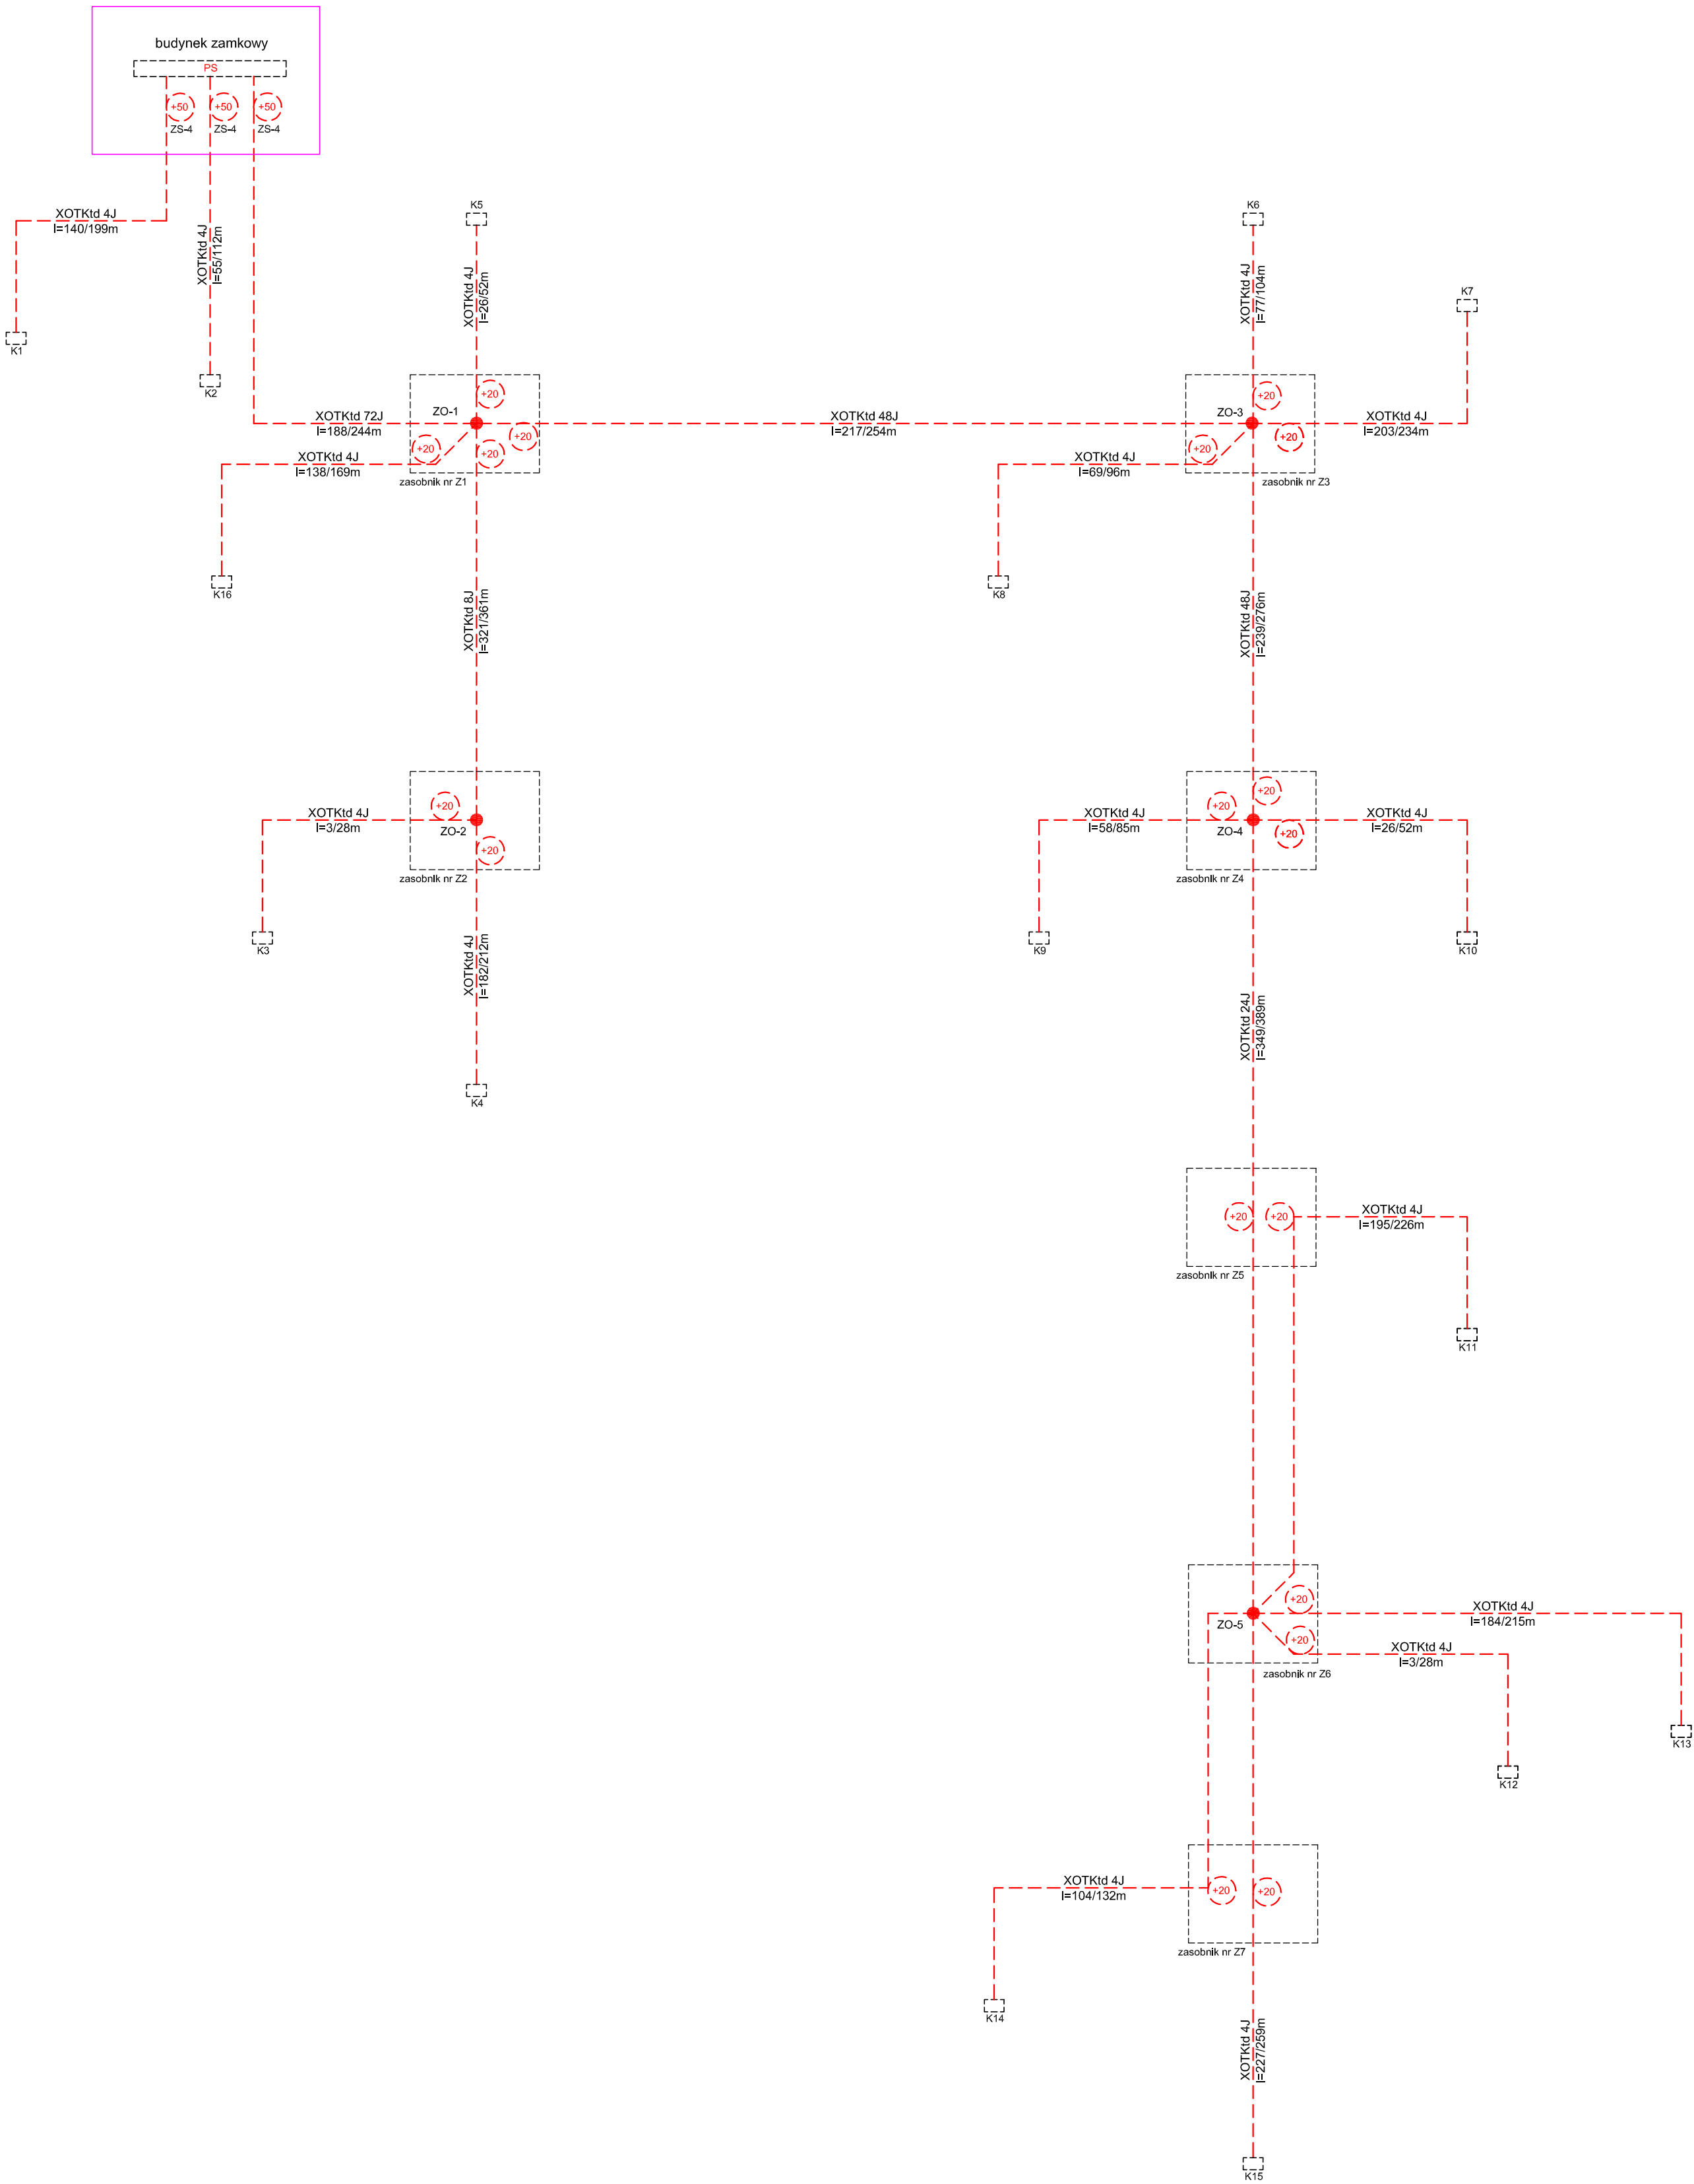 budynek zamkowy
PS
+50
+50
+50
ZS-4
ZS-4
ZS-4
XOTKtd 4J
l=140/199m
K1
XOTKtd 4J
l=55/112m
K2
K5
XOTKtd 4J
l=26/52m
K6
XOTKtd 4J
l=77/104m
K7
XOTKtd 72J
l=188/244m
ZO-1
+20
+20
+20
+20
zasobnik nr Z1
XOTKtd 4J
l=138/169m
K16
XOTKtd 48J
l=217/254m
ZO-3
+20
+20
+20
zasobnik nr Z3
XOTKtd 4J
l=203/234m
XOTKtd 4J
l=69/96m
K8
XOTKtd 8J
l=321/361m
XOTKtd 48J
l=239/276m
XOTKtd 4J
l=3/28m
K3
+20
ZO-2
+20
zasobnik nr Z2
XOTKtd 4J
l=182/212m
K4
XOTKtd 4J
l=58/85m
K9
+20
+20
ZO-4
+20
zasobnik nr Z4
XOTKtd 4J
l=26/52m
K10
XOTKtd 24J
l=349/389m
+20
+20
zasobnik nr Z5
XOTKtd 4J
l=195/226m
K11
+20
ZO-5
+20
zasobnik nr Z6
XOTKtd 4J
l=184/215m
K13
XOTKtd 4J
l=3/28m
K12
XOTKtd 4J
l=104/132m
K14
+20
+20
zasobnik nr Z7
XOTKtd 4J
l=227/259m
K15